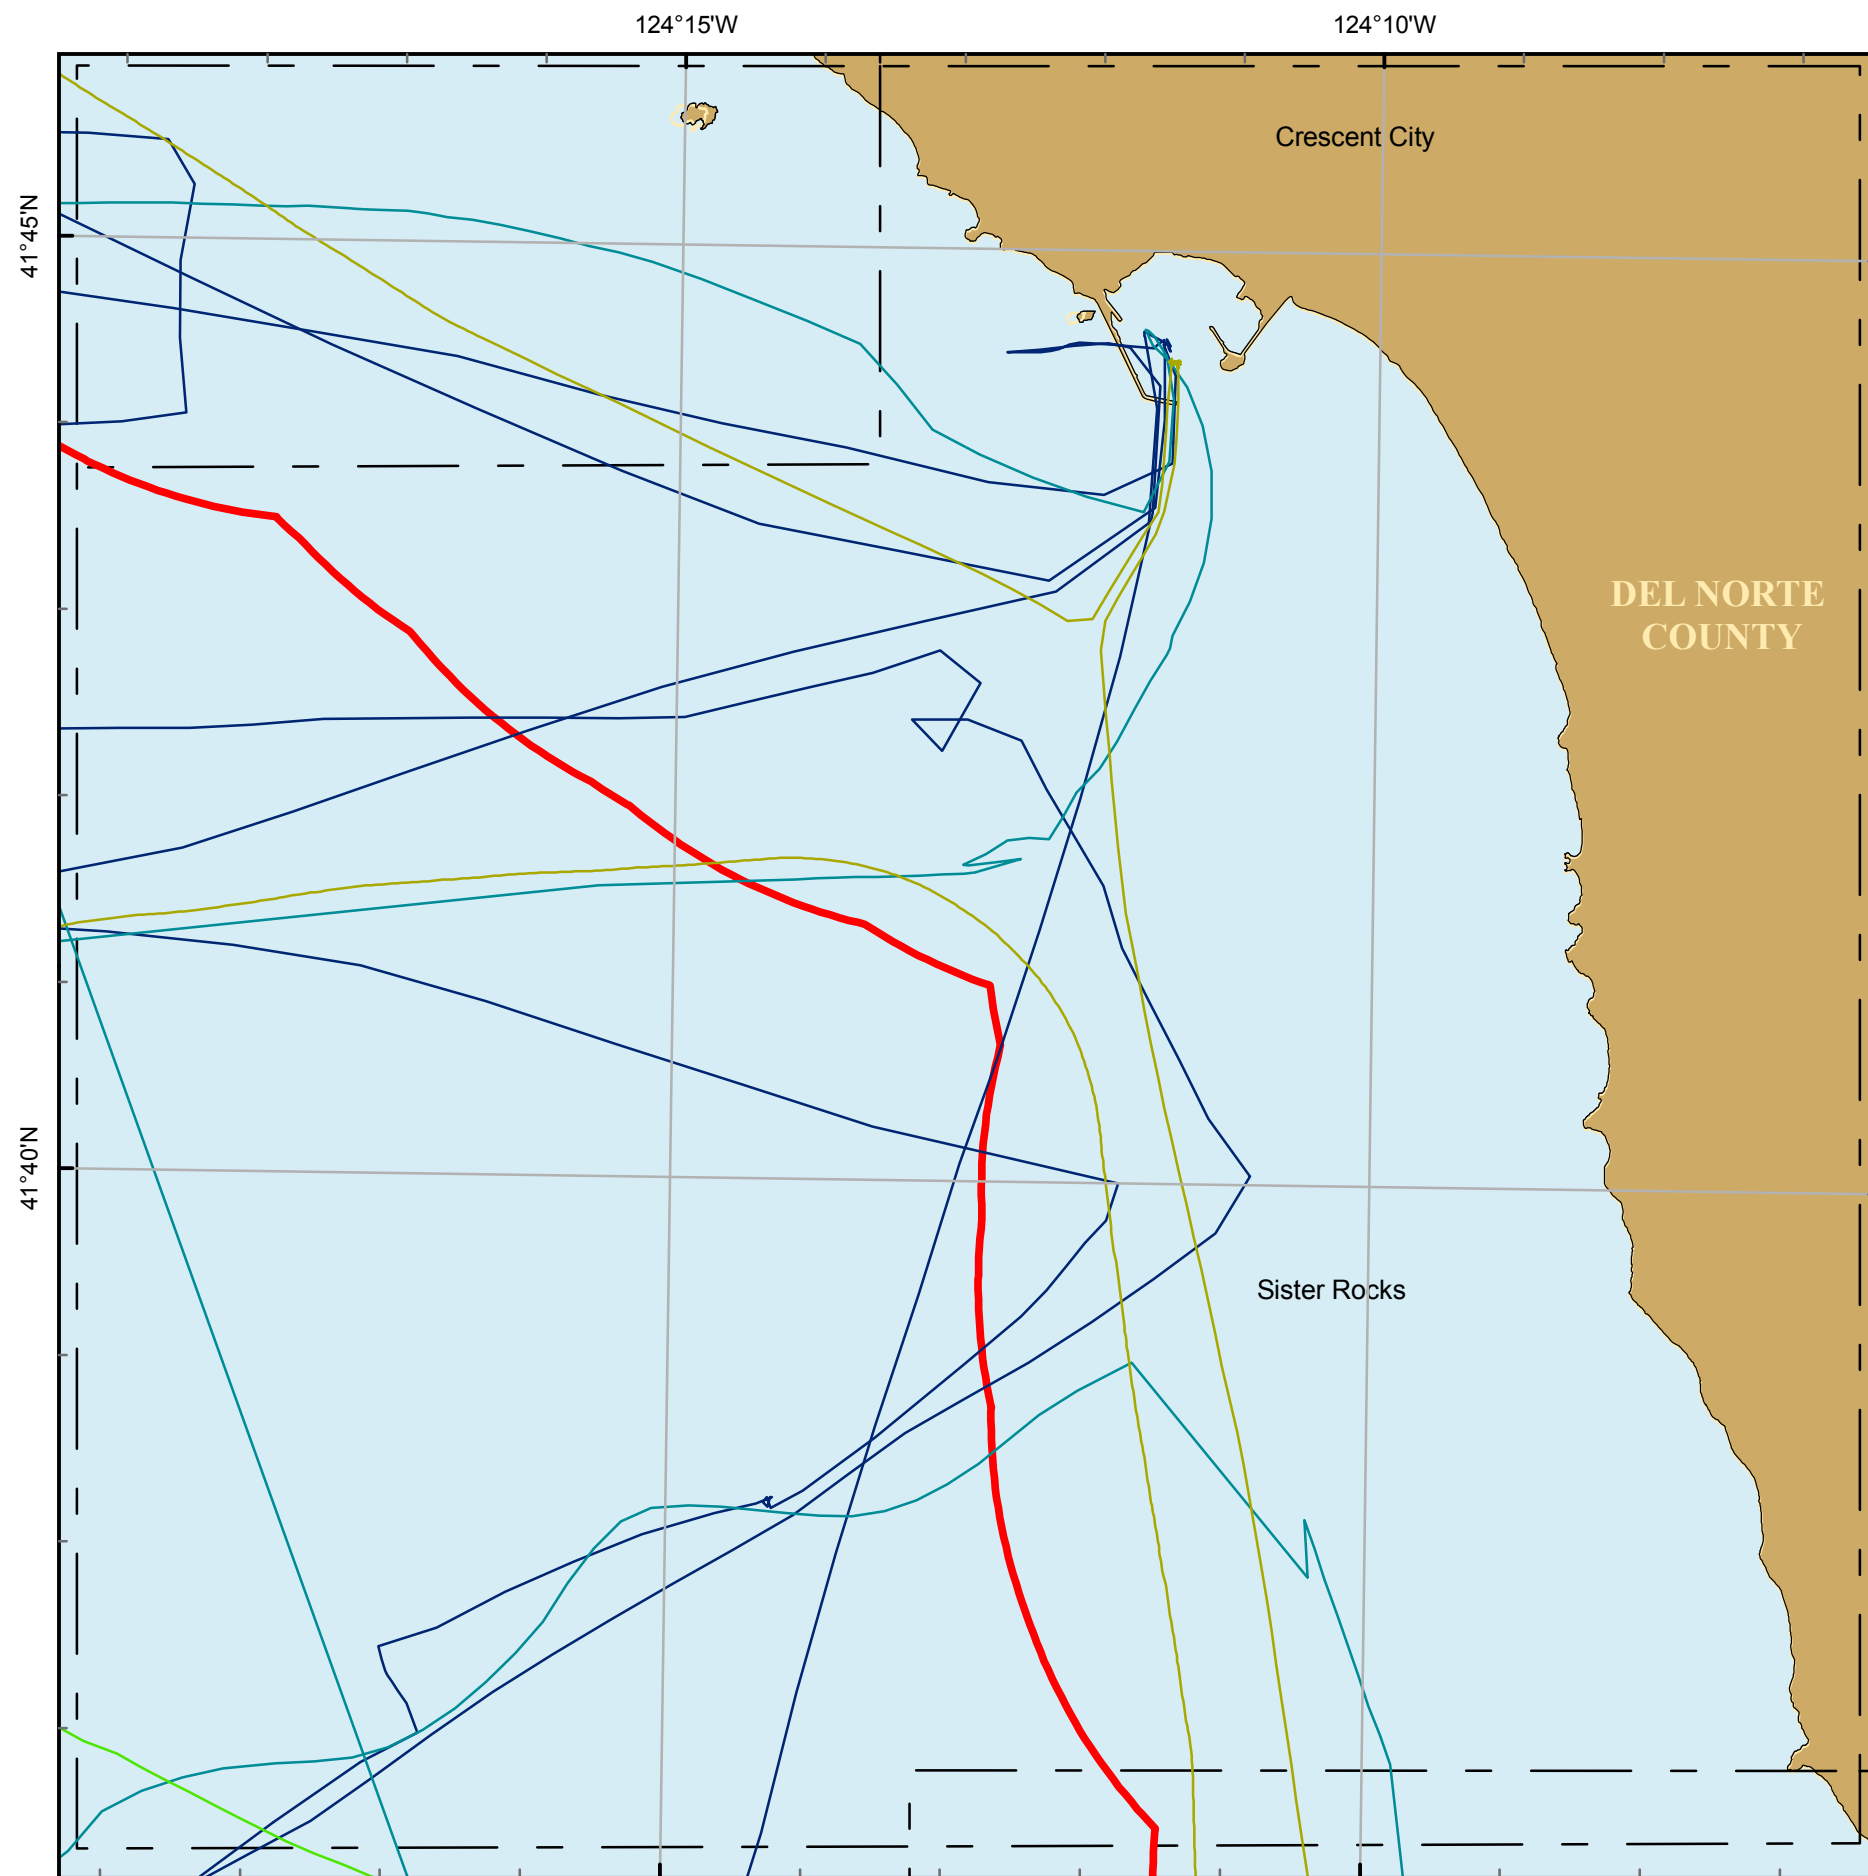 124°15'W
124°10'W
Crescent City
41°45'N
DEL NORTE
COUNTY
41°40'N
Sister Rocks